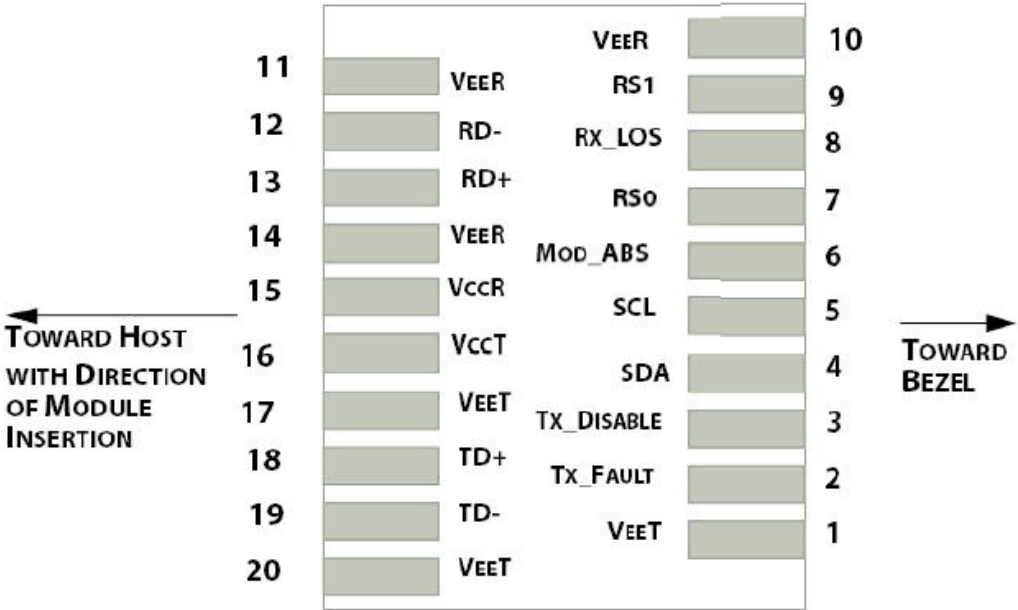 VEER 10
11 VEER
RS1 9
12 RD-
RX_LOS 8
13 RD+
RS0 7
14 VEER
MOD_ABS 6
15 VCCR
SCL 5
TOWARD HOST
WITH DIRECTION
OF MODULE
INSERTION
TOWARD
BEZEL
16 VCCT
SDA 4
17 VEET
TX_DISABLE 3
18 TD+
TX_FAULT 2
19 TD-
VEET 1
20 VEET